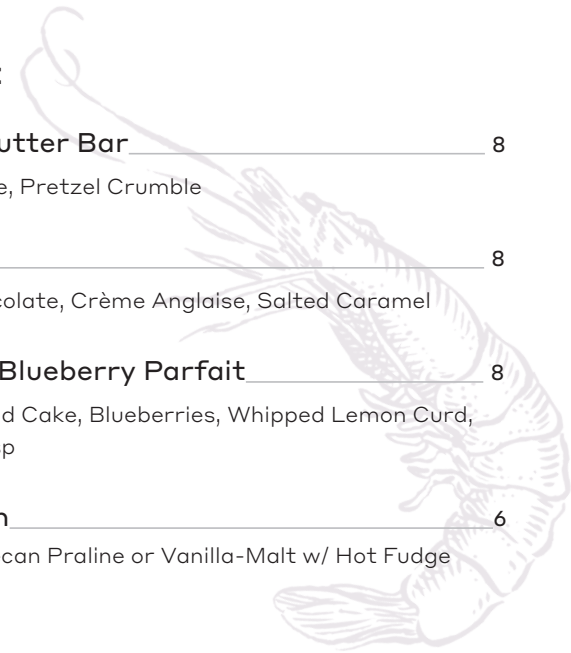 utter Bar 8
e, Pretzel Crumble
8
colate, Crème Anglaise, Salted Caramel
Blueberry Parfait 8
d Cake, Blueberries, Whipped Lemon Curd,
sp
n 6
can Praline or Vanilla-Malt w/ Hot Fudge